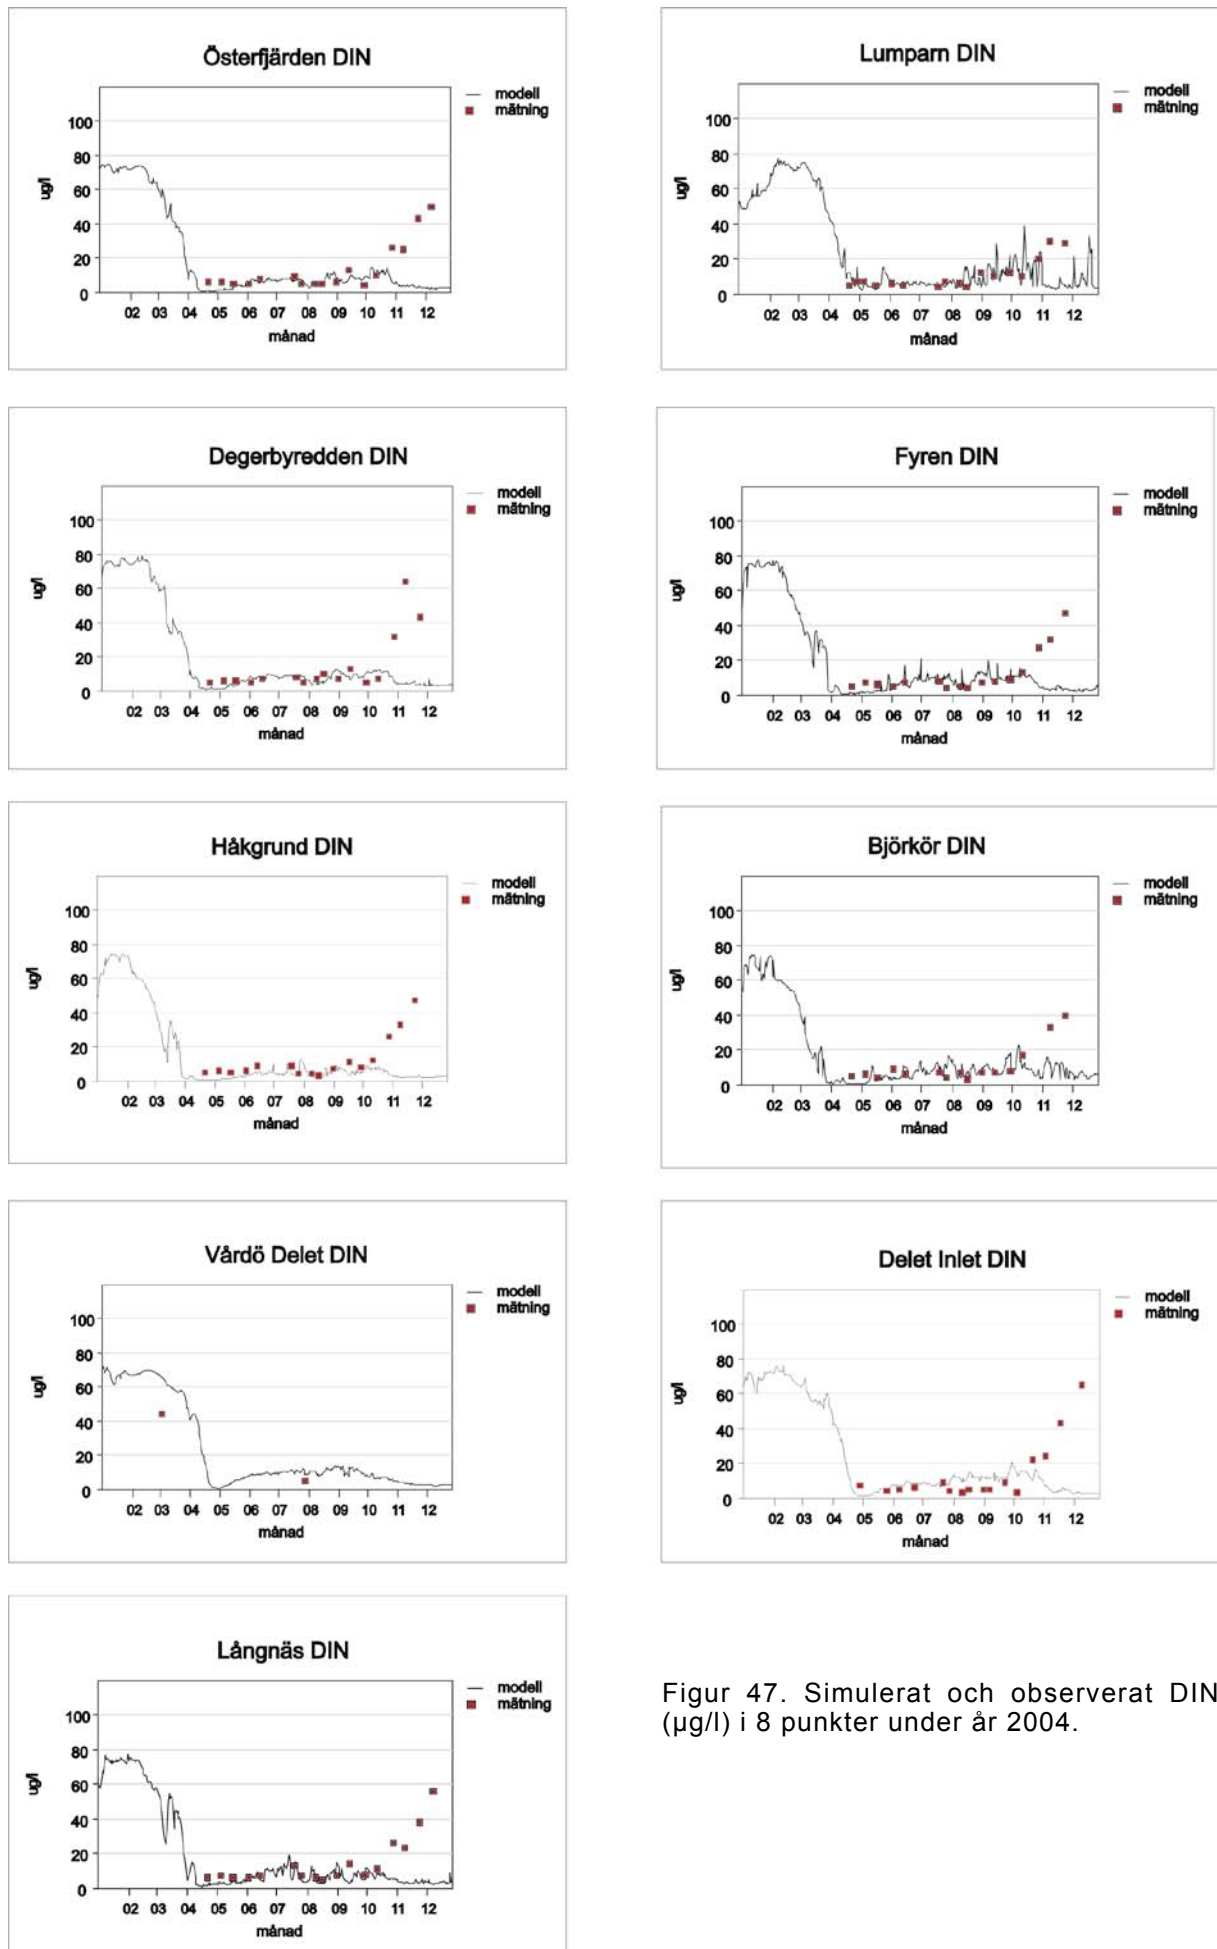 Österfjärden DIN
modell
mätning
100
80
60
40
20
0
ug/l
02 03 04 05 06 07 08 09 10 11 12
månad
Lumparn DIN
modell
mätning
100
80
60
40
20
0
ug/l
02 03 04 05 06 07 08 09 10 11 12
månad
Degerbyredden DIN
modell
mätning
100
80
60
40
20
0
ug/l
02 03 04 05 06 07 08 09 10 11 12
månad
Fyren DIN
modell
mätning
100
80
60
40
20
0
ug/l
02 03 04 05 06 07 08 09 10 11 12
månad
Håkgrund DIN
modell
mätning
100
80
60
40
20
0
ug/l
02 03 04 05 06 07 08 09 10 11 12
månad
Björkör DIN
modell
mätning
100
80
60
40
20
0
ug/l
02 03 04 05 06 07 08 09 10 11 12
månad
Vårdö Delet DIN
modell
mätning
100
80
60
40
20
0
ug/l
02 03 04 05 06 07 08 09 10 11 12
månad
Delet Inlet DIN
modell
mätning
100
80
60
40
20
0
ug/l
02 03 04 05 06 07 08 09 10 11 12
månad
Långnäs DIN
modell
mätning
100
80
60
40
20
0
ug/l
02 03 04 05 06 07 08 09 10 11 12
månad
Figur 47. Simulerat och observerat DIN
(µg/l) i 8 punkter under år 2004.